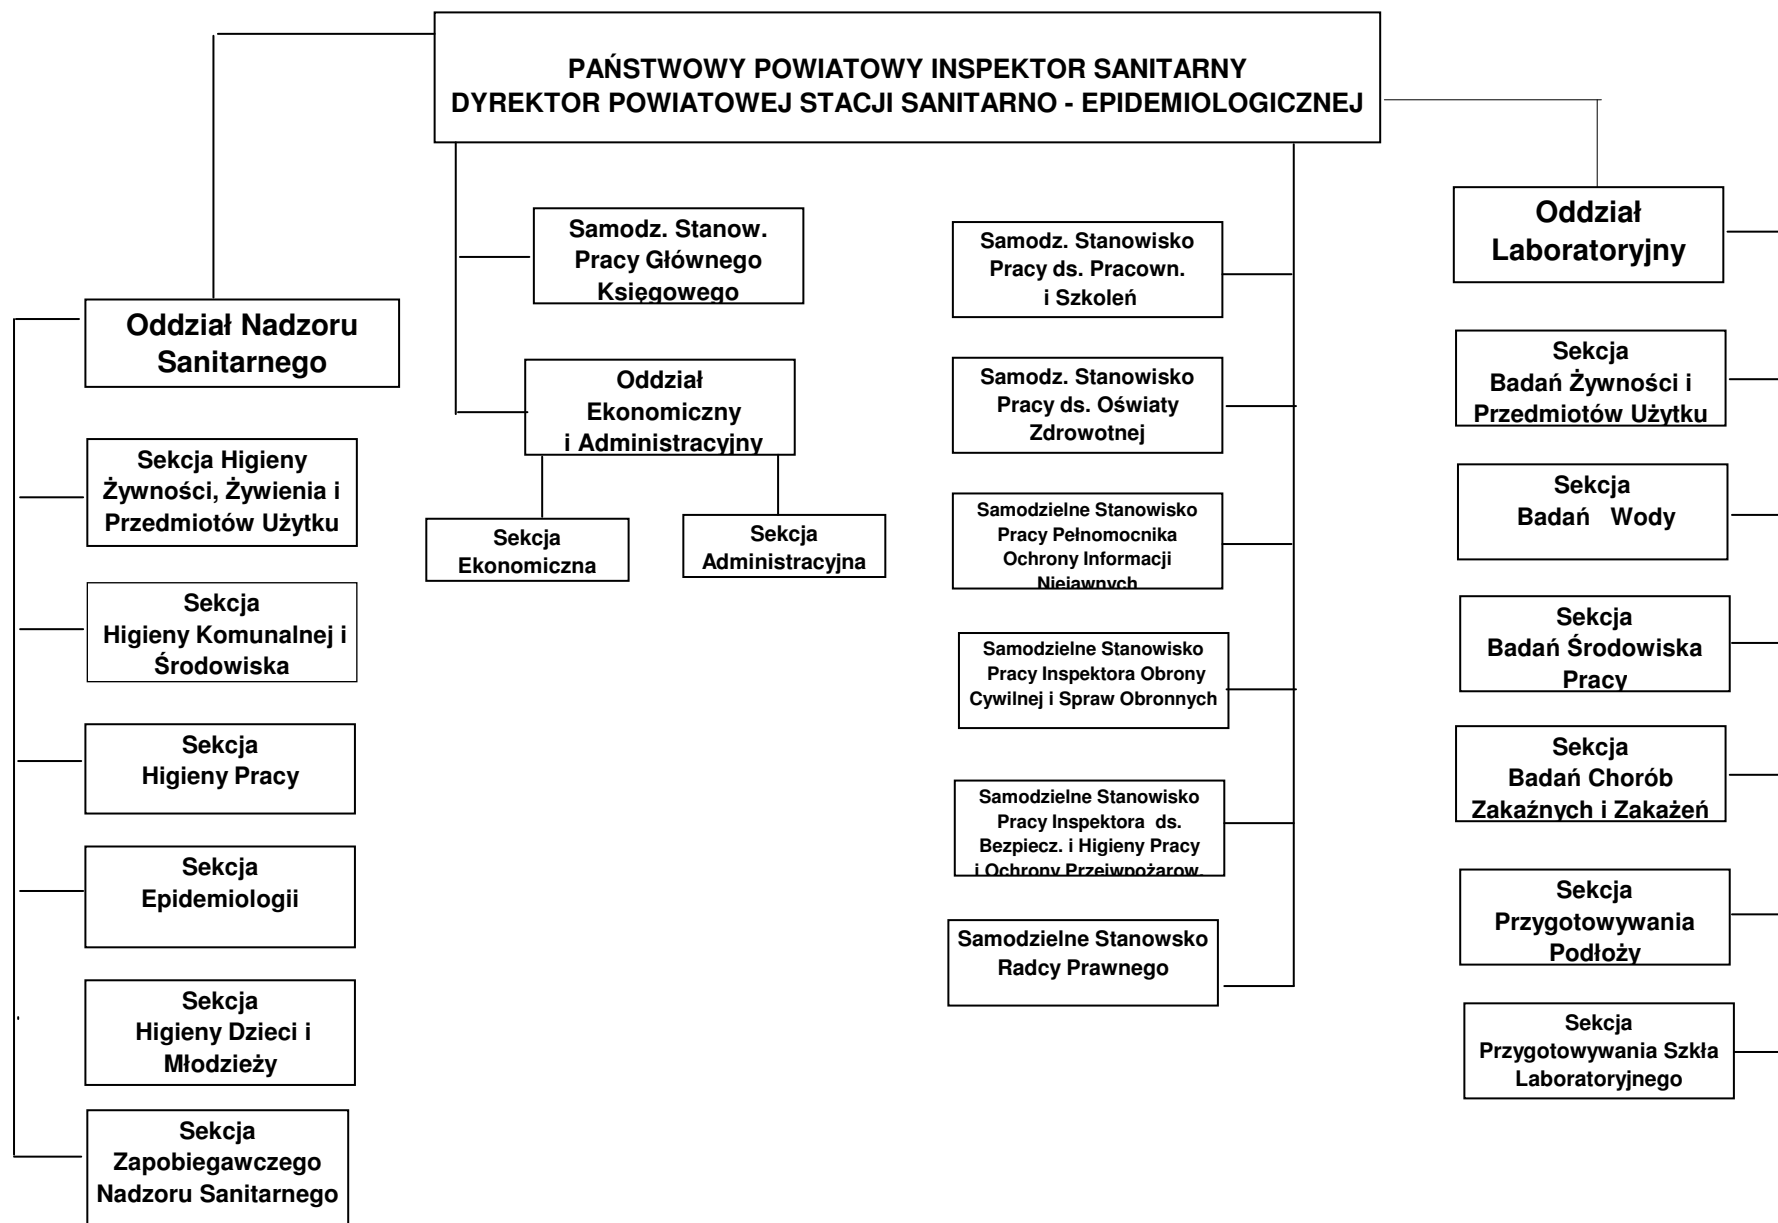 PAŃSTWOWY POWIATOWY INSPEKTOR SANITARNY
DYREKTOR POWIATOWEJ STACJI SANITARNO - EPIDEMIOLOGICZNEJ
Oddział Nadzoru
Sanitarnego
Sekcja Higieny
Żywności, Żywienia i
Przedmiotów Użytku
Sekcja
Higieny Komunalnej i
Środowiska
Sekcja
Higieny Pracy
Sekcja
Epidemiologii
Sekcja
Higieny Dzieci i
Młodzieży
Sekcja
Zapobiegawczego
Nadzoru Sanitarnego
Samodz. Stanow.
Pracy Głównego
Księgowego
Oddział
Ekonomiczny
i Administracyjny
Sekcja
Ekonomiczna
Sekcja
Administracyjna
Samodz. Stanowisko
Pracy ds. Pracown.
i Szkoleń
Samodz. Stanowisko
Pracy ds. Oświaty
Zdrowotnej
Samodzielne Stanowisko
Pracy Pełnomocnika
Ochrony Informacji
Niejawnych
Samodzielne Stanowisko
Pracy Inspektora Obrony
Cywilnej i Spraw Obronnych
Samodzielne Stanowisko
Pracy Inspektora ds.
Bezpiecz. i Higieny Pracy
i Ochrony Przeiwpożarow.
Samodzielne Stanowsko
Radcy Prawnego
Oddział
Laboratoryjny
Sekcja
Badań Żywności i
Przedmiotów Użytku
Sekcja
Badań Wody
Sekcja
Badań Środowiska
Pracy
Sekcja
Badań Chorób
Zakaźnych i Zakażeń
Sekcja
Przygotowywania
Podłoży
Sekcja
Przygotowywania Szkła
Laboratoryjnego